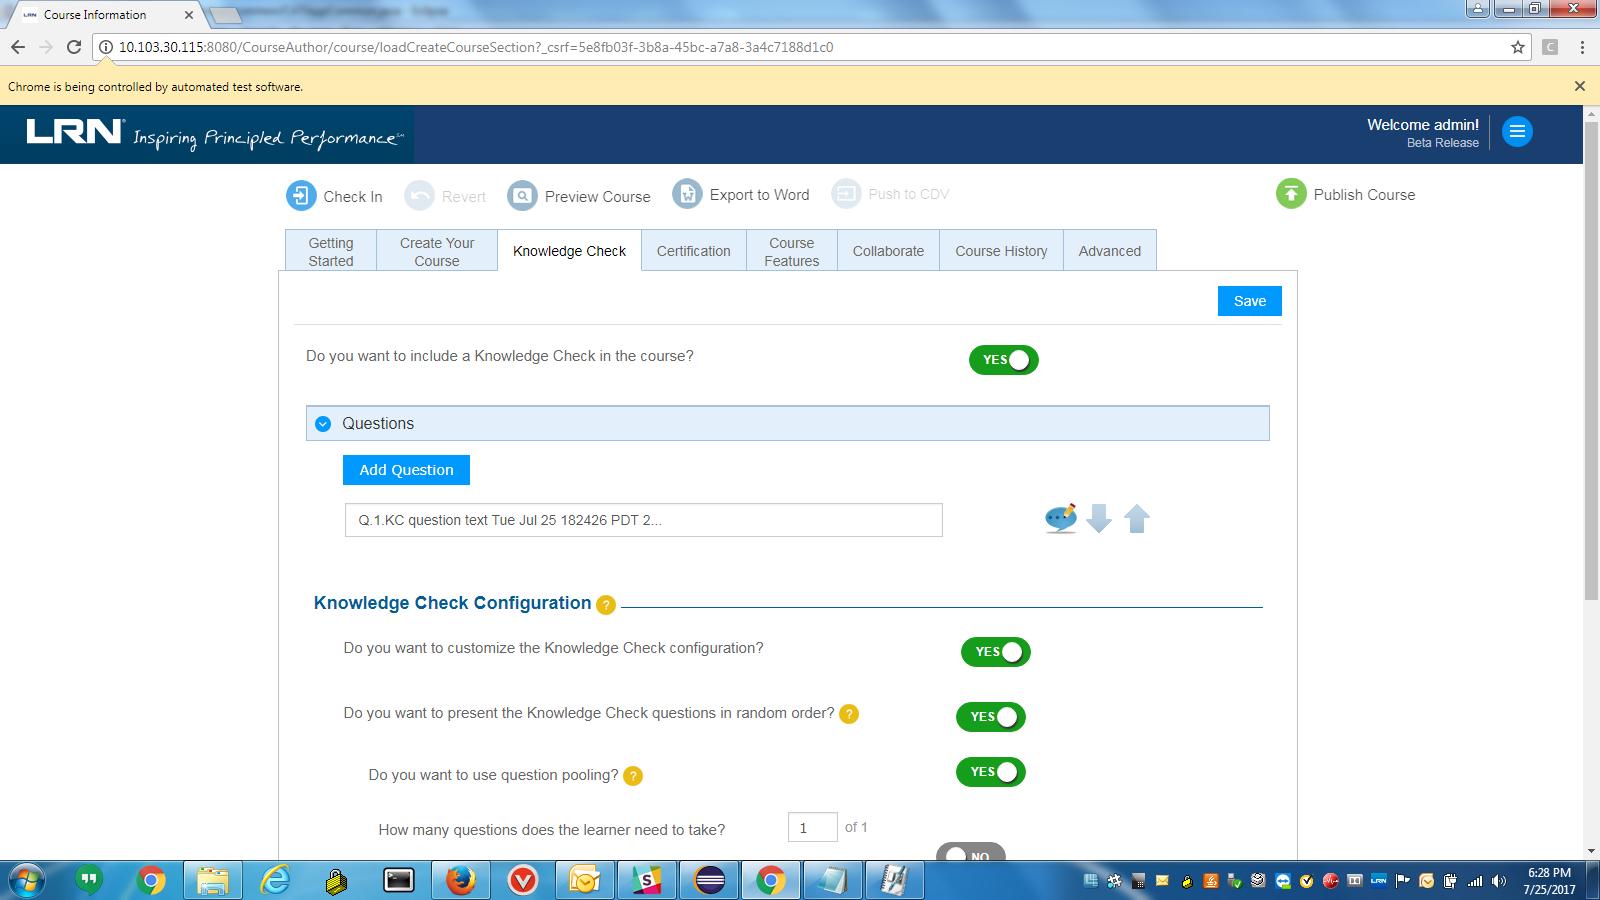 Course Information
10.103.30.115:8080/CourseAuthor/course/loadCreateCourseSection?_csrf=5e8fb03f-3b8a-45bc-a7a8-3a4c7188d1c0
C
Chrome is being controlled by automated test software.
LRN Inspiring Principled Performance
Welcome admin!
Beta Release
Check In
Revert
Preview Course
Export to Word
Push to CDV
Publish Course
Getting Started
Create Your Course
Knowledge Check
Certification
Course Features
Collaborate
Course History
Advanced
Save
Do you want to include a Knowledge Check in the course?
YES
Questions
Add Question
Q.1.KC question text Tue Jul 25 182426 PDT 2...
Knowledge Check Configuration ?
Do you want to customize the Knowledge Check configuration?
YES
Do you want to present the Knowledge Check questions in random order? ?
YES
Do you want to use question pooling? ?
YES
How many questions does the learner need to take?
1
of 1
NO
6:28 PM
7/25/2017